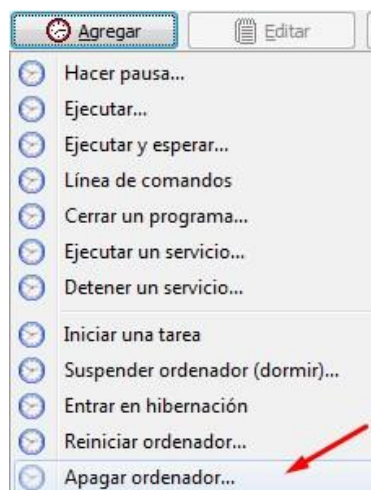 Agregar Editar
Hacer pausa...
Ejecutar...
Ejecutar y esperar...
Línea de comandos
Cerrar un programa...
Ejecutar un servicio...
Detener un servicio...
Iniciar una tarea
Suspender ordenador (dormir)...
Entrar en hibernación
Reiniciar ordenador...
Apagar ordenador...